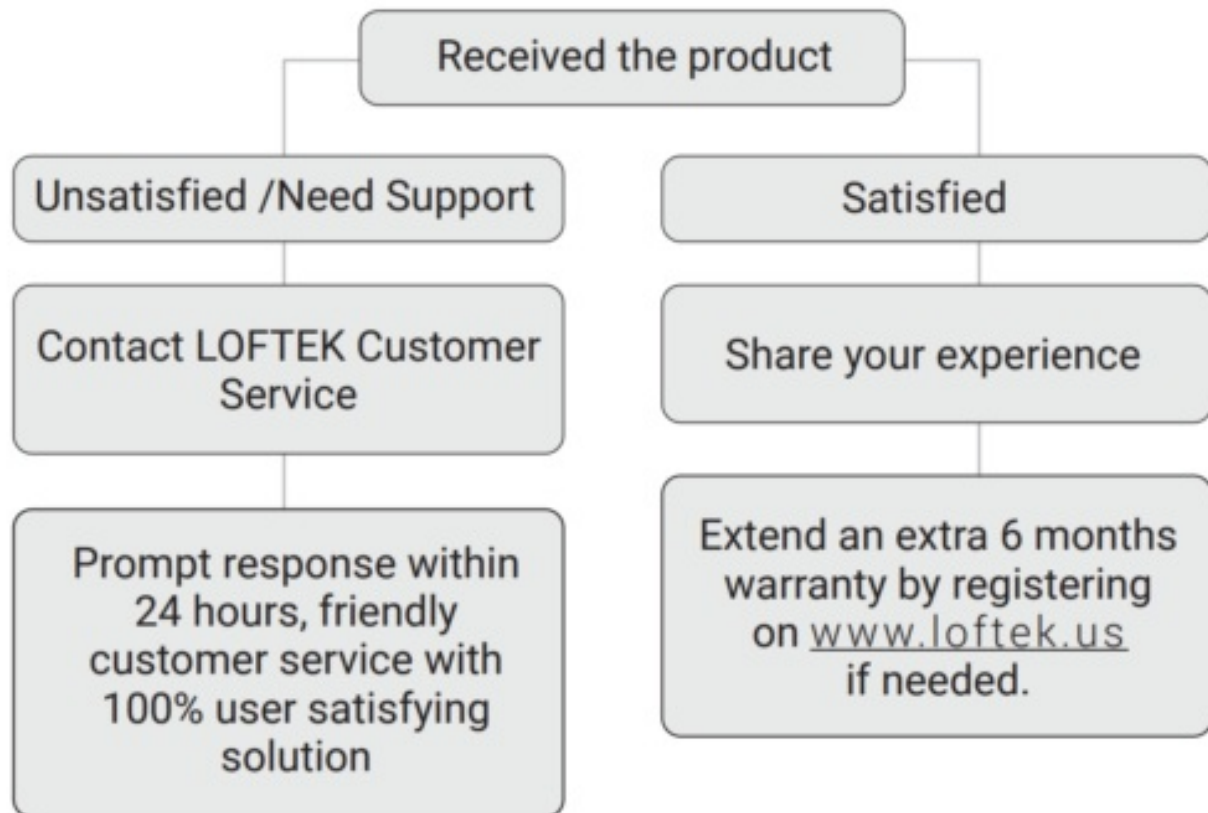 Received the product
Unsatisfied /Need Support
Contact LOFTEK Customer
Service
Prompt response within
24 hours, friendly
customer service with
100% user satisfying
solution
Satisfied
Share your experience
Extend an extra 6 months
warranty by registering
on www.loftek.us
if needed.